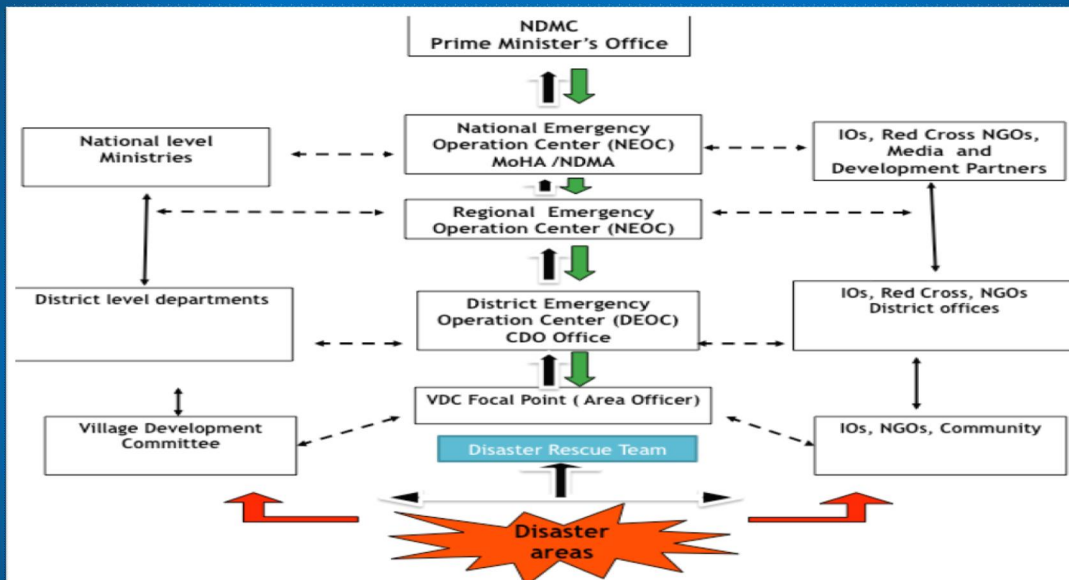 NDMC
Prime Minister's Office
National level
Ministries
National Emergency
Operation Center (NEOC)
MoHA /NDMA
IOs, Red Cross NGOs,
Media and
Development Partners
Regional Emergency
Operation Center (NEOC)
District level departments
District Emergency
Operation Center (DEOC)
CDO Office
IOs, Red Cross, NGOs
District offices
VDC Focal Point ( Area Officer)
Village Development
Committee
Disaster Rescue Team
IOs, NGOs, Community
Disaster
areas